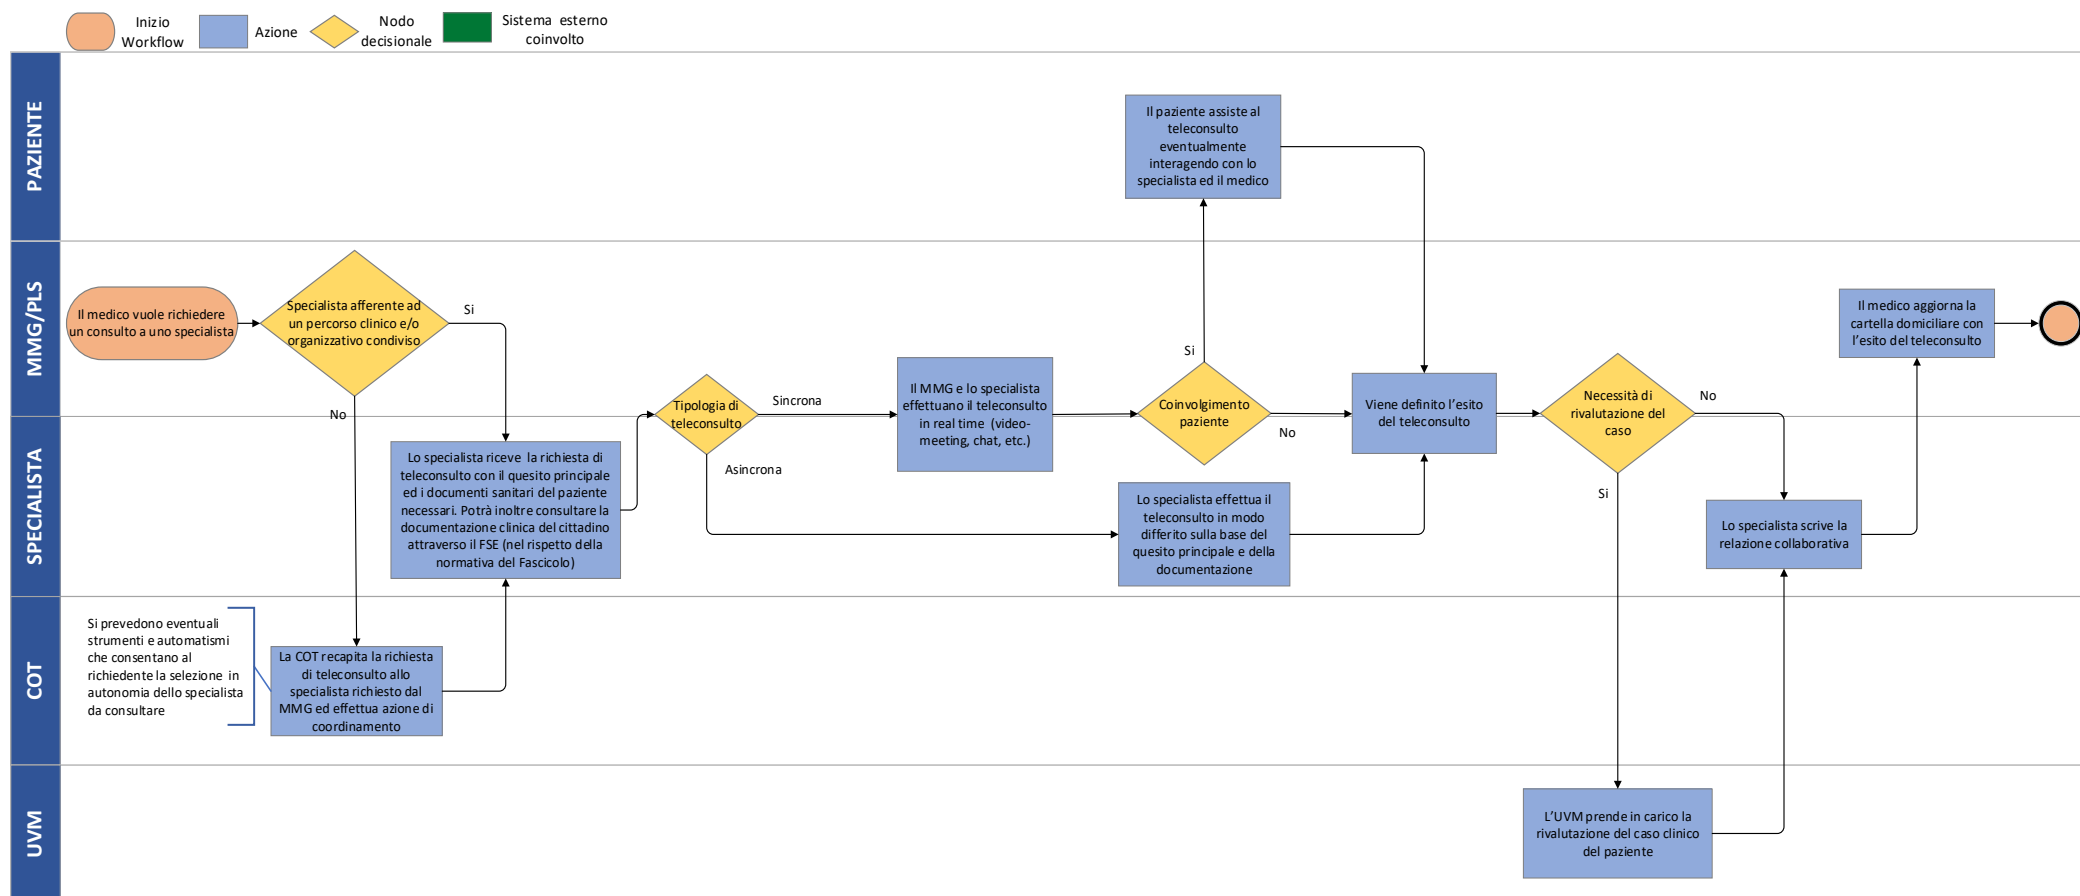 Inizio
Workflow
Azione
Nodo
decisionale
Sistema esterno
coinvolto
PAZIENTE
Il paziente assiste al
teleconsulto
eventualmente
interagendo con lo
specialista ed il medico
MMG/PLS
Il medico vuole richiedere
un consulto a uno specialista
Specialista afferente ad
un percorso clinico e/o
organizzativo condiviso
Si
No
Tipologia di
teleconsulto
Sincrona
Asincrona
Il MMG e lo specialista
effettuano il teleconsulto
in real time (video-
meeting, chat, etc.)
Si
Coinvolgimento
paziente
No
Viene definito l'esito
del teleconsulto
Necessità di
rivalutazione del
caso
No
Si
Il medico aggiorna la
cartella domiciliare con
l'esito del teleconsulto
SPECIALISTA
Lo specialista riceve la richiesta di
teleconsulto con il quesito principale
ed i documenti sanitari del paziente
necessari. Potrà inoltre consultare la
documentazione clinica del cittadino
attraverso il FSE (nel rispetto della
normativa del Fascicolo)
Lo specialista effettua il
teleconsulto in modo
differito sulla base del
quesito principale e della
documentazione
Lo specialista scrive la
relazione collaborativa
COT
Si prevedono eventuali
strumenti e automatismi
che consentano al
richiedente la selezione in
autonomia dello specialista
da consultare
La COT recapita la richiesta
di teleconsulto allo
specialista richiesto dal
MMG ed effettua azione di
coordinamento
UVM
L'UVM prende in carico la
rivalutazione del caso clinico
del paziente